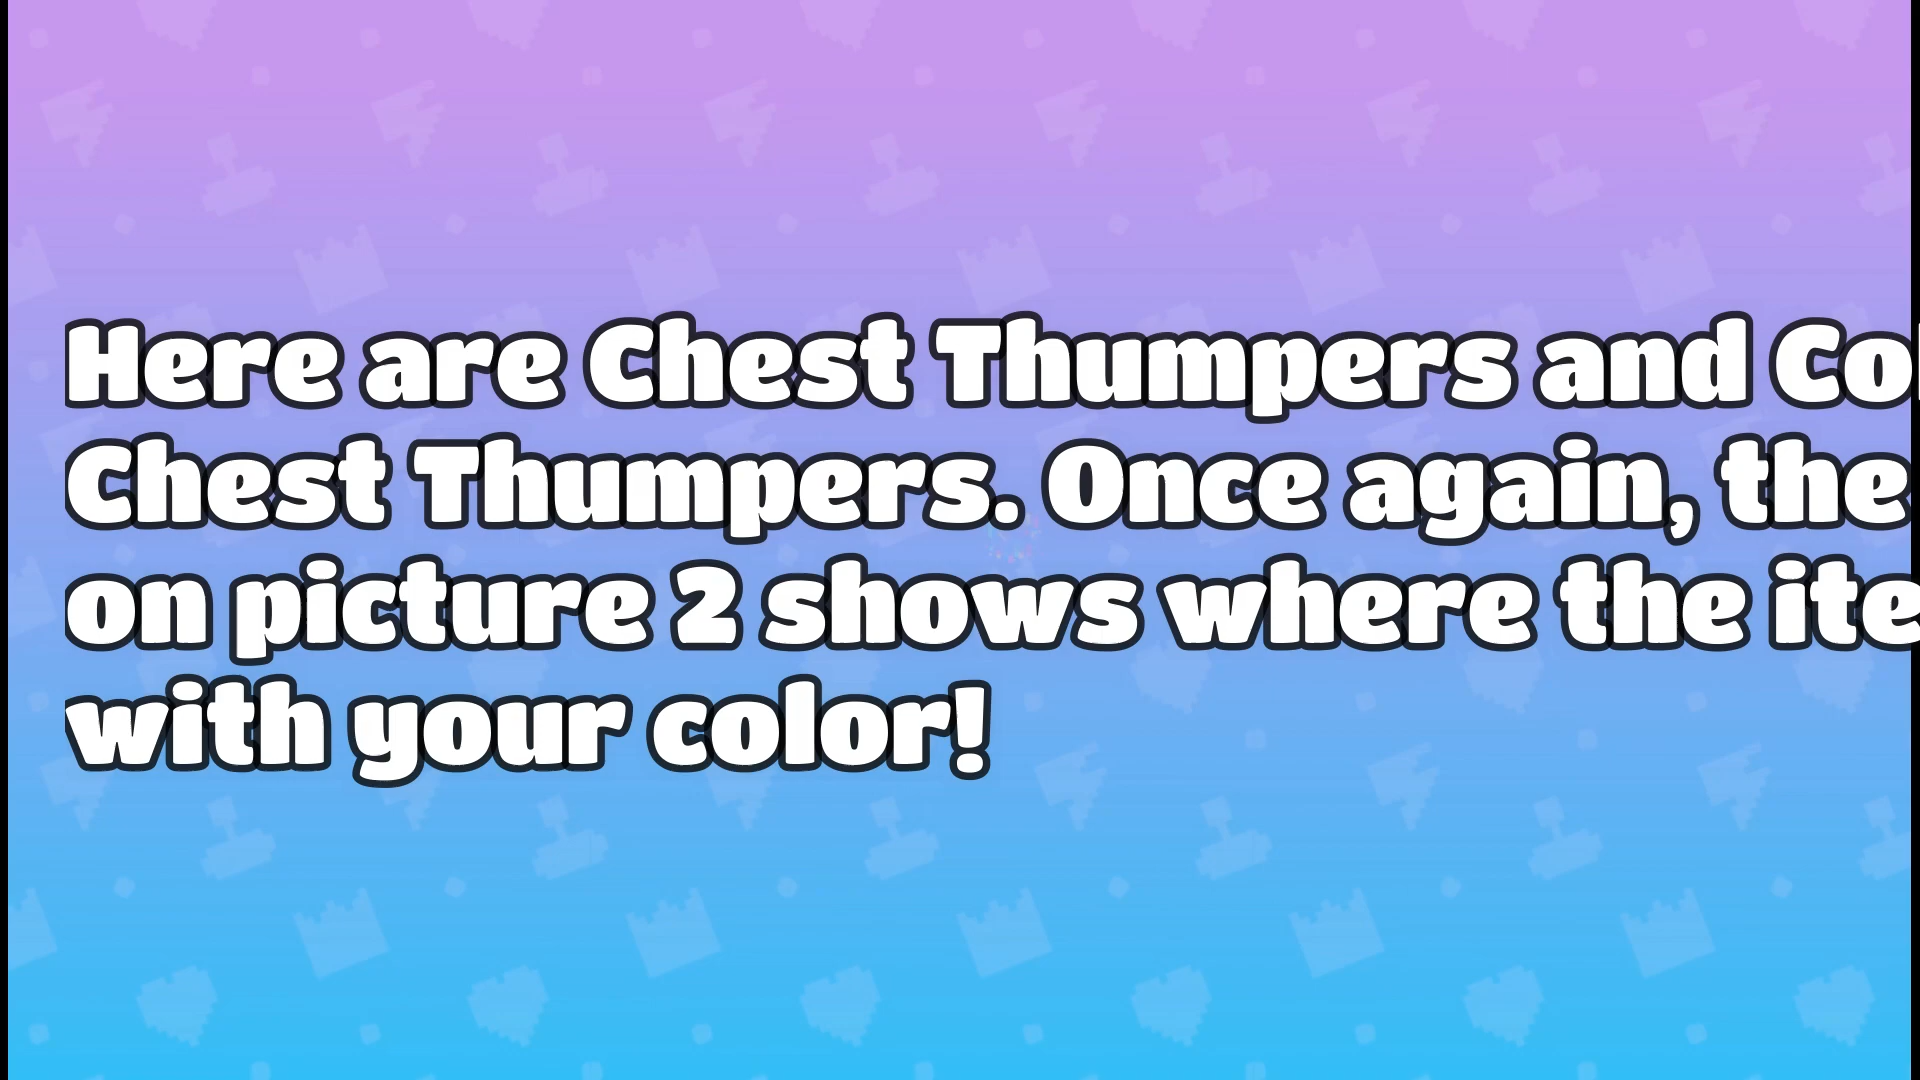 Here are Chest Thumpers and Co
Chest Thumpers. Once again, the
on picture 2 shows where the ite
with your color!